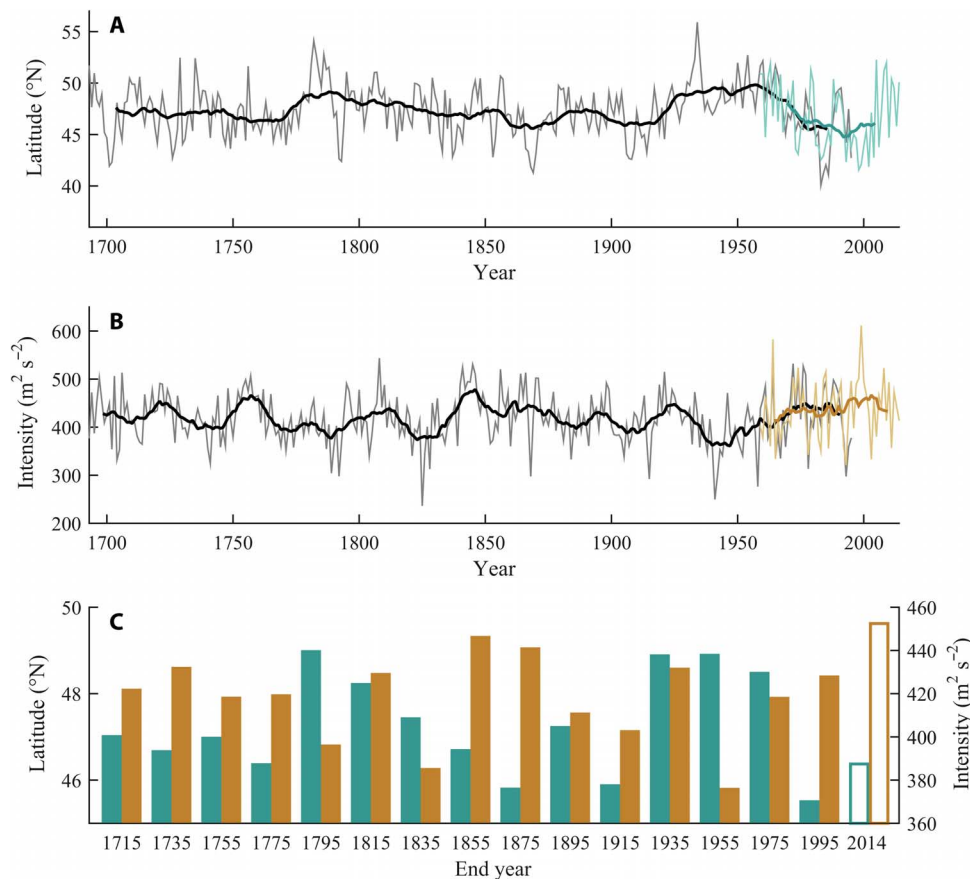 A
55
50
45
40
Latitude (°N)
1700 1750 1800 1850 1900 1950 2000
Year
B
600
500
400
300
200
Intensity (m² s⁻²)
1700 1750 1800 1850 1900 1950 2000
Year
C
50
48
46
Latitude (°N)
460
440
420
400
380
360
Intensity (m² s⁻²)
1715 1735 1755 1775 1795 1815 1835 1855 1875 1895 1915 1935 1955 1975 1995 2014
End year